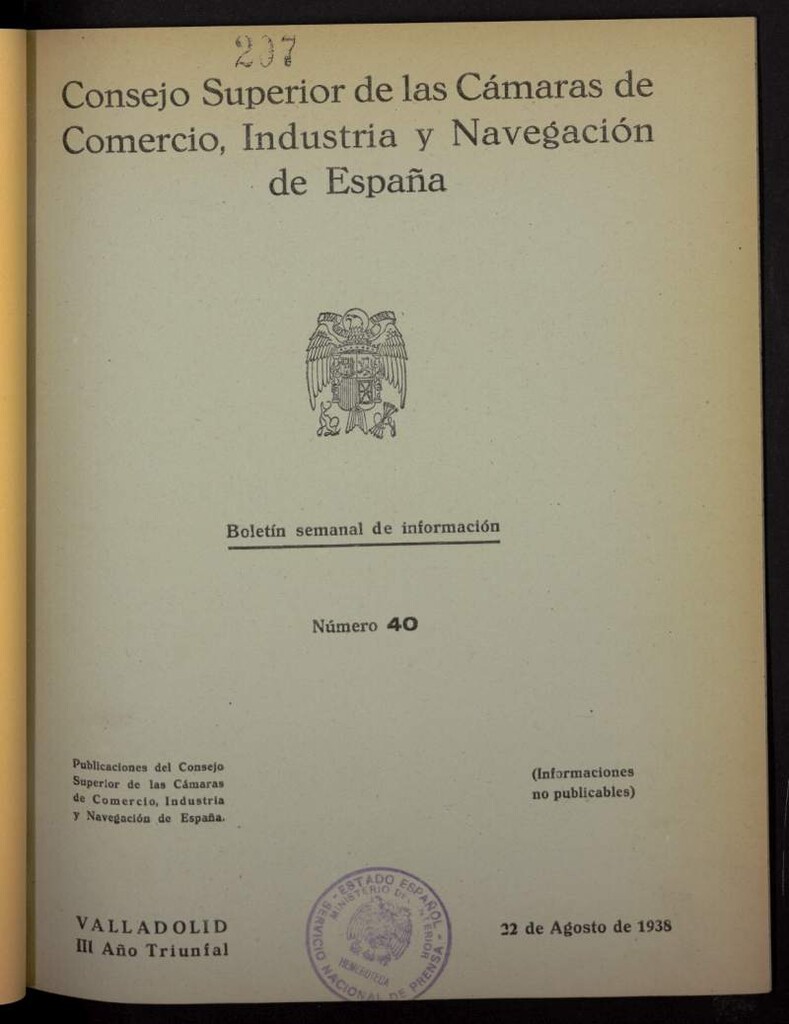 207
Consejo Superior de las Cámaras de
Comercio, Industria y Navegación
de España
Boletín semanal de información
Número 40
Publicaciones del Consejo
Superior de las Cámaras
de Comercio, Industria
y Navegación de España.
(Informaciones
no publicables)
VALLADOLID
III Año Triunfal
22 de Agosto de 1938
- ESTADO ESPAÑOL -
MINISTERIO DEL INTERIOR
HEMEROTECA
SERVICIO NACIONAL DE PRENSA